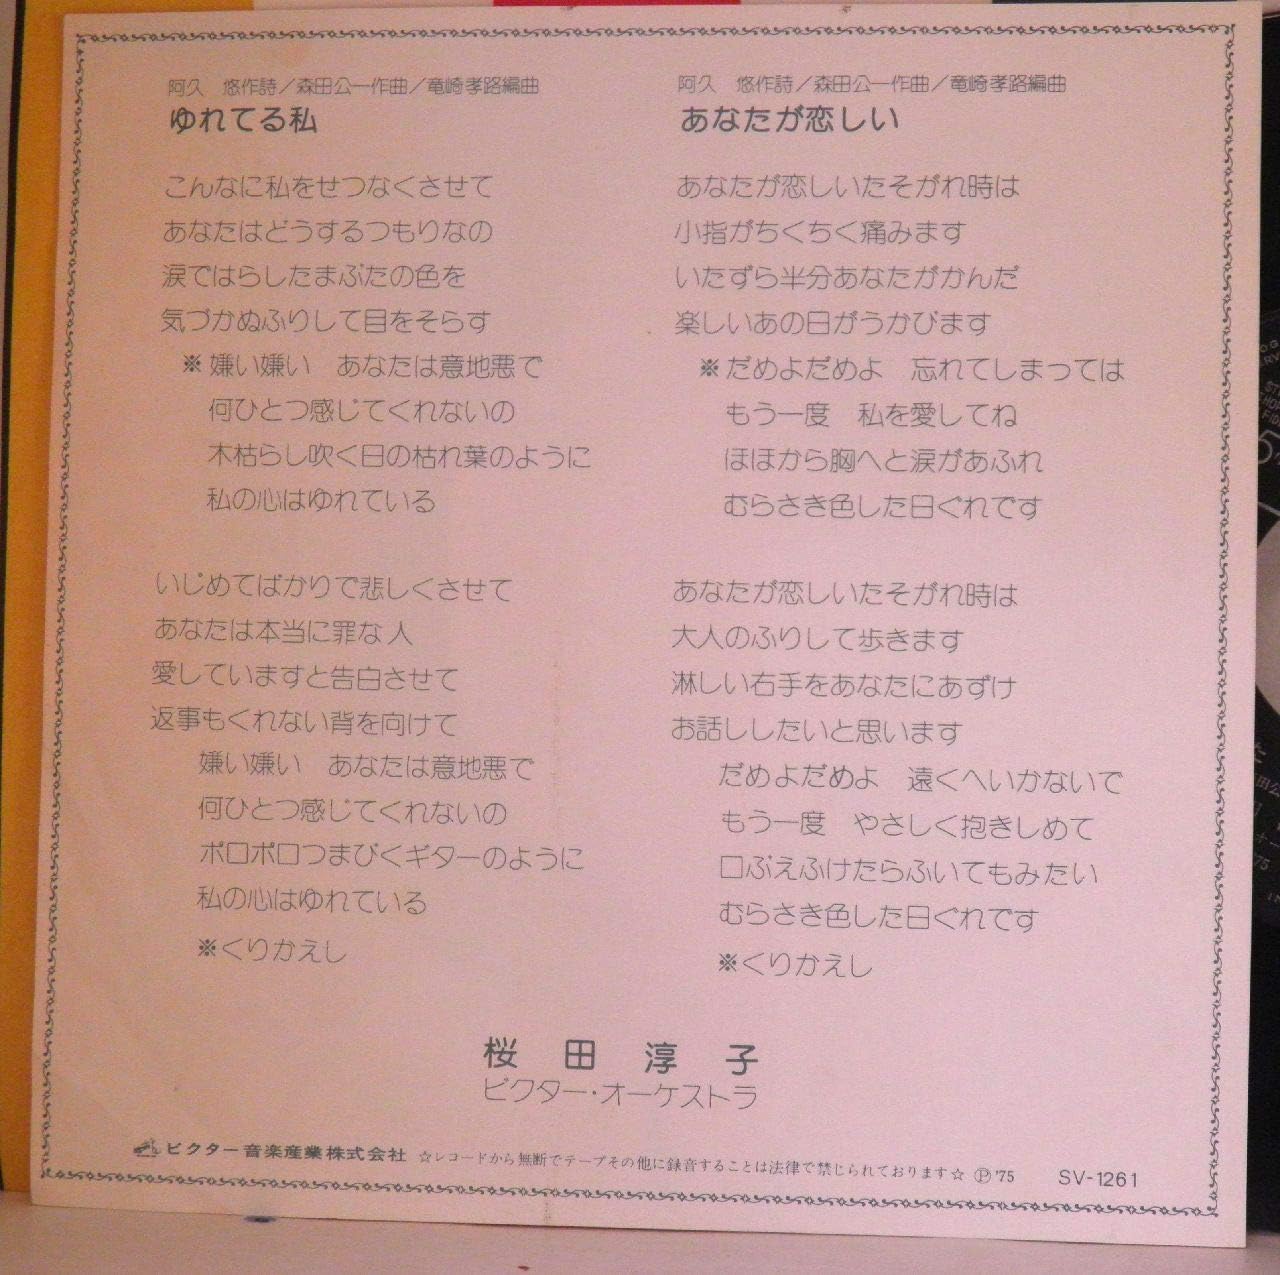 阿久　悠作詩／森田公一作曲／竜崎孝路編曲
ゆれてる私
こんなに私をせつなくさせて
あなたはどうするつもりなの
涙ではらしたまぶたの色を
気づかぬふりして目をそらす
※嫌い嫌い　あなたは意地悪で
何ひとつ感じてくれないの
木枯らし吹く日の枯れ葉のように
私の心はゆれている
いじめてばかりで悲しくさせて
あなたは本当に罪な人
愛していますと告白させて
返事もくれない背を向けて
嫌い嫌い　あなたは意地悪で
何ひとつ感じてくれないの
ポロポロつまびくギターのように
私の心はゆれている
※くりかえし
阿久　悠作詩／森田公一作曲／竜崎孝路編曲
あなたが恋しい
あなたが恋しいたそがれ時は
小指がちくちく痛みます
いたずら半分あなたがかんだ
楽しいあの日がうかびます
※だめよだめよ　忘れてしまっては
もう一度　私を愛してね
ほほから胸へと涙があふれ
むらさき色した日ぐれです
あなたが恋しいたそがれ時は
大人のふりして歩きます
淋しい右手をあなたにあずけ
お話ししたいと思います
だめよだめよ　遠くへいかないで
もう一度　やさしく抱きしめて
口ぶえふけたらふいてもみたい
むらさき色した日ぐれです
※くりかえし
桜田淳子
ビクター・オーケストラ
ビクター音楽産業株式会社 ☆レコードから無断でテープその他に録音することは法律で禁じられております☆ Ⓟ'75 SV-1261